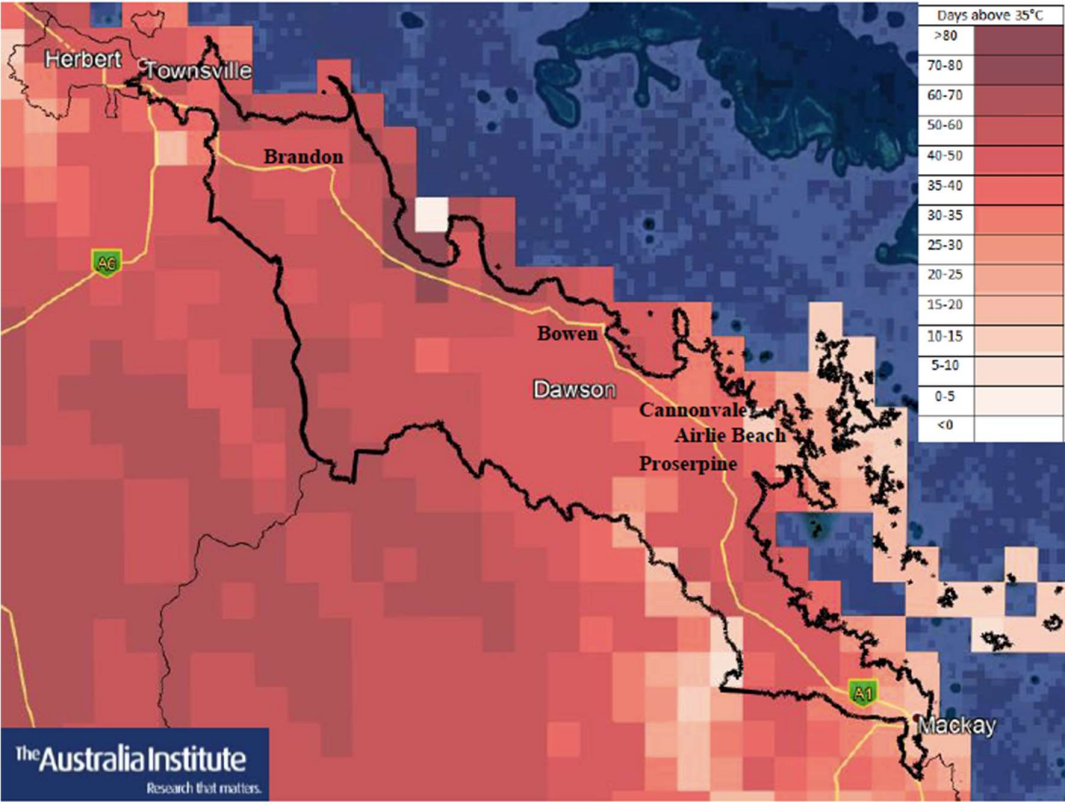 Days above 35°C
>80
70-80
60-70
50-60
40-50
35-40
30-35
25-30
20-25
15-20
10-15
5-10
0-5
<0
Herbert
Townsville
Brandon
A6
Bowen
Dawson
Cannonvale
Airlie Beach
Proserpine
A1
Mackay
The Australia Institute
Research that matters.